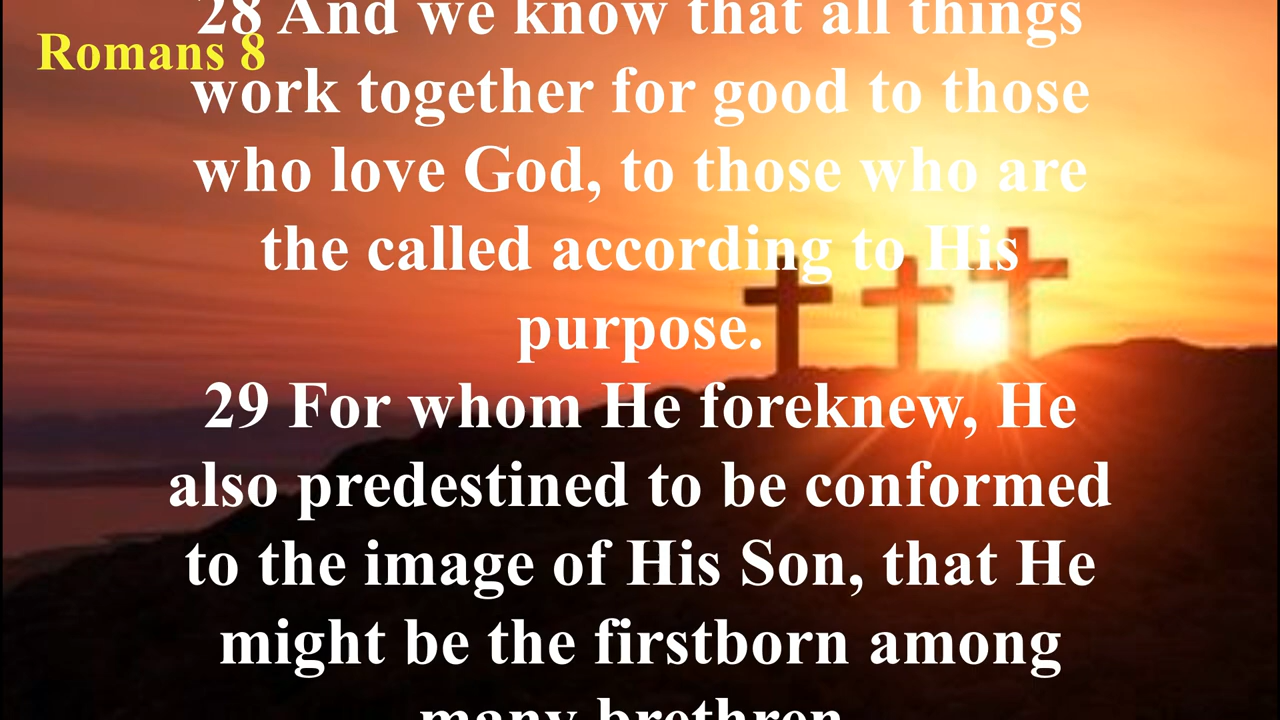 28 And we know that all things
Romans 8
work together for good to those
who love God, to those who are
the called according to His
purpose.
29 For whom He foreknew, He
also predestined to be conformed
to the image of His Son, that He
might be the firstborn among
many brethren